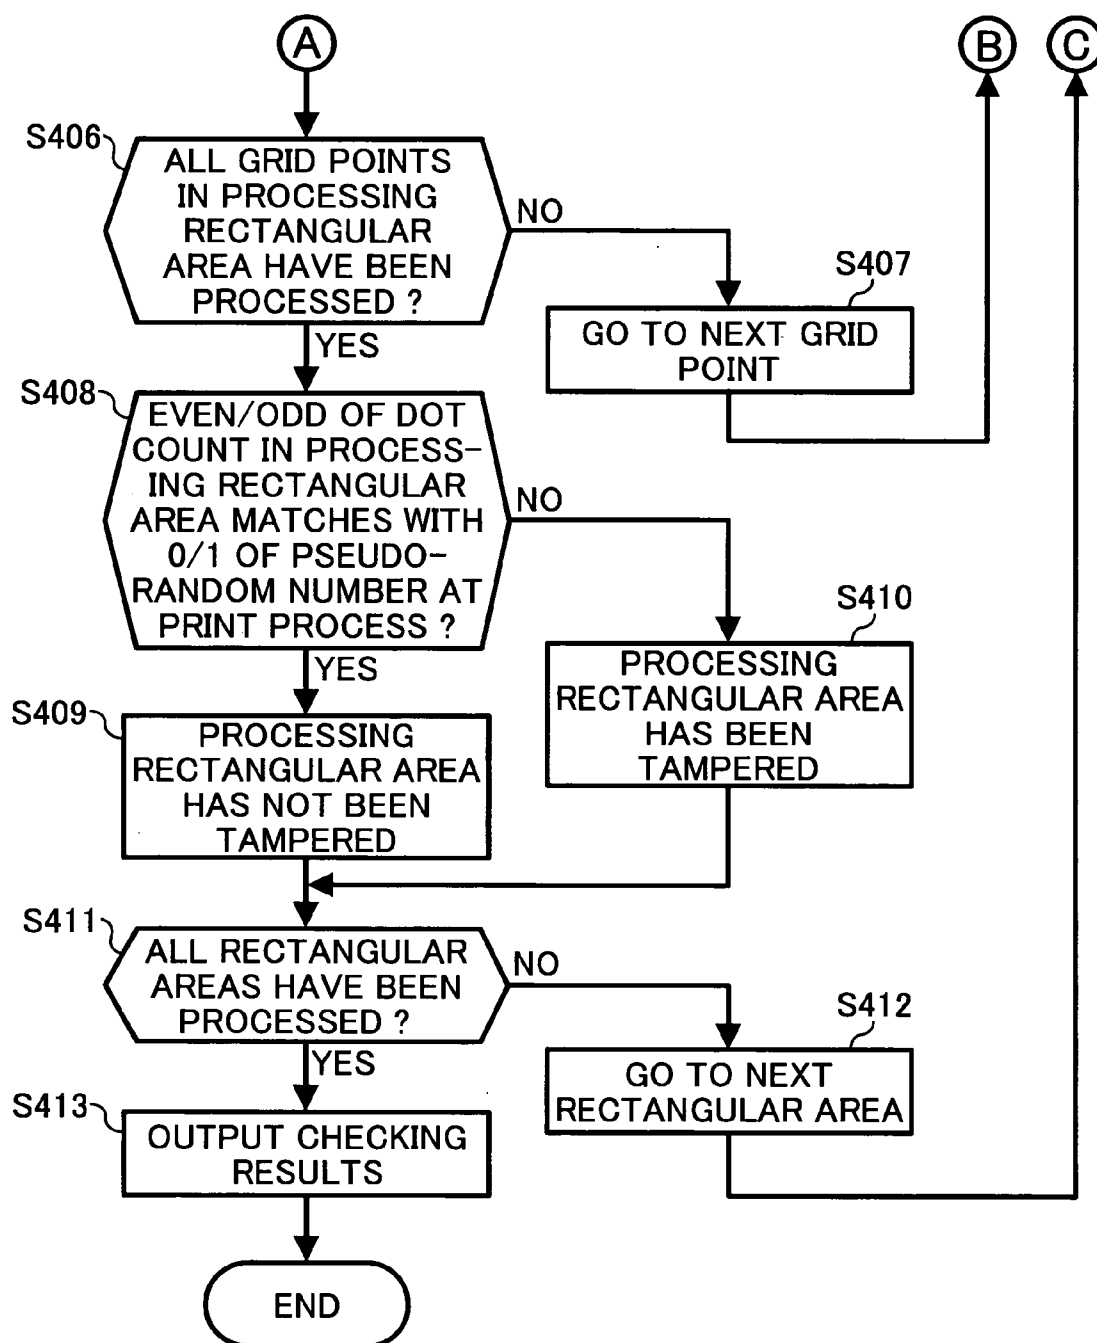 A
B
C
S406
ALL GRID POINTS
IN PROCESSING
RECTANGULAR
AREA HAVE BEEN
PROCESSED ?
NO
YES
S407
GO TO NEXT GRID
POINT
S408
EVEN/ODD OF DOT
COUNT IN PROCESS-
ING RECTANGULAR
AREA MATCHES WITH
0/1 OF PSEUDO-
RANDOM NUMBER AT
PRINT PROCESS ?
NO
YES
S409
PROCESSING
RECTANGULAR AREA
HAS NOT BEEN
TAMPERED
S410
PROCESSING
RECTANGULAR AREA
HAS BEEN
TAMPERED
S411
ALL RECTANGULAR
AREAS HAVE BEEN
PROCESSED ?
NO
YES
S412
GO TO NEXT
RECTANGULAR AREA
S413
OUTPUT CHECKING
RESULTS
END